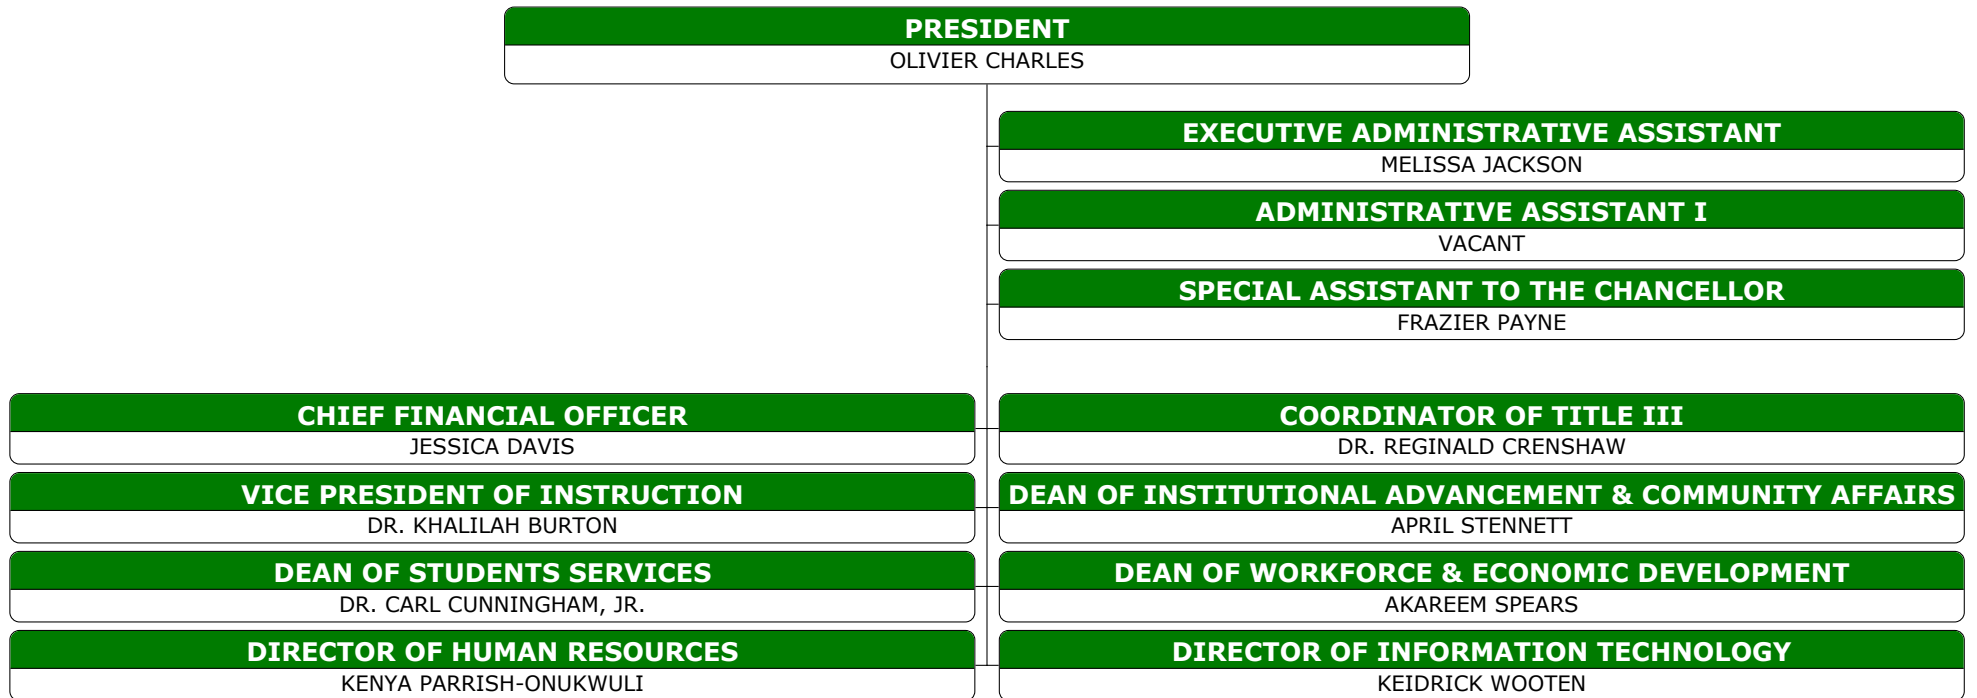 PRESIDENT
OLIVIER CHARLES
EXECUTIVE ADMINISTRATIVE ASSISTANT
MELISSA JACKSON
ADMINISTRATIVE ASSISTANT I
VACANT
SPECIAL ASSISTANT TO THE CHANCELLOR
FRAZIER PAYNE
CHIEF FINANCIAL OFFICER
JESSICA DAVIS
COORDINATOR OF TITLE III
DR. REGINALD CRENSHAW
VICE PRESIDENT OF INSTRUCTION
DR. KHALILAH BURTON
DEAN OF INSTITUTIONAL ADVANCEMENT & COMMUNITY AFFAIRS
APRIL STENNETT
DEAN OF STUDENTS SERVICES
DR. CARL CUNNINGHAM, JR.
DEAN OF WORKFORCE & ECONOMIC DEVELOPMENT
AKAREEM SPEARS
DIRECTOR OF HUMAN RESOURCES
KENYA PARRISH-ONUKWULI
DIRECTOR OF INFORMATION TECHNOLOGY
KEIDRICK WOOTEN